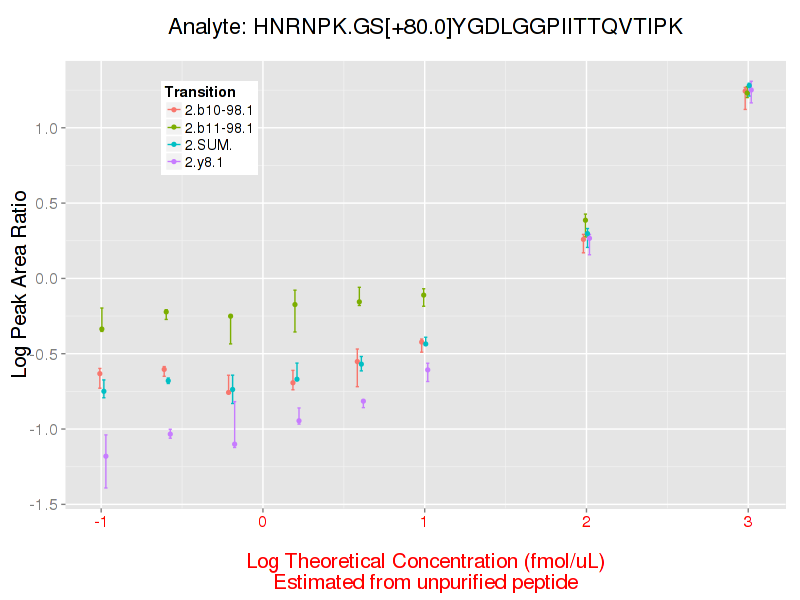 Analyte: HNRNPK.GS[+80.0]YGDLGGPIITTQVTIPK
Log Peak Area Ratio
1.0
0.5
0.0
-0.5
-1.0
-1.5
Transition
2.b10-98.1
2.b11-98.1
2.SUM.
2.y8.1
-1
0
1
2
3
Log Theoretical Concentration (fmol/uL)
Estimated from unpurified peptide